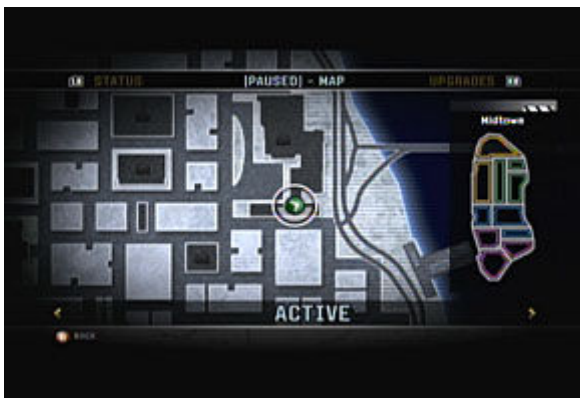 STATUS
[PAUSED] - MAP
UPGRADES
Midtown
ACTIVE
BACK